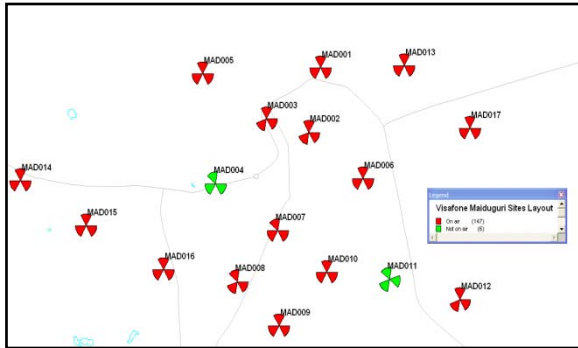 MAD005
MAD001
MAD013
MAD003
MAD002
MAD017
MAD014
MAD004
MAD006
MAD015
MAD007
MAD016
MAD008
MAD010
MAD011
MAD009
MAD012
Legend
Visafone Maiduguri Sites Layout
On air (147)
Not on air (6)